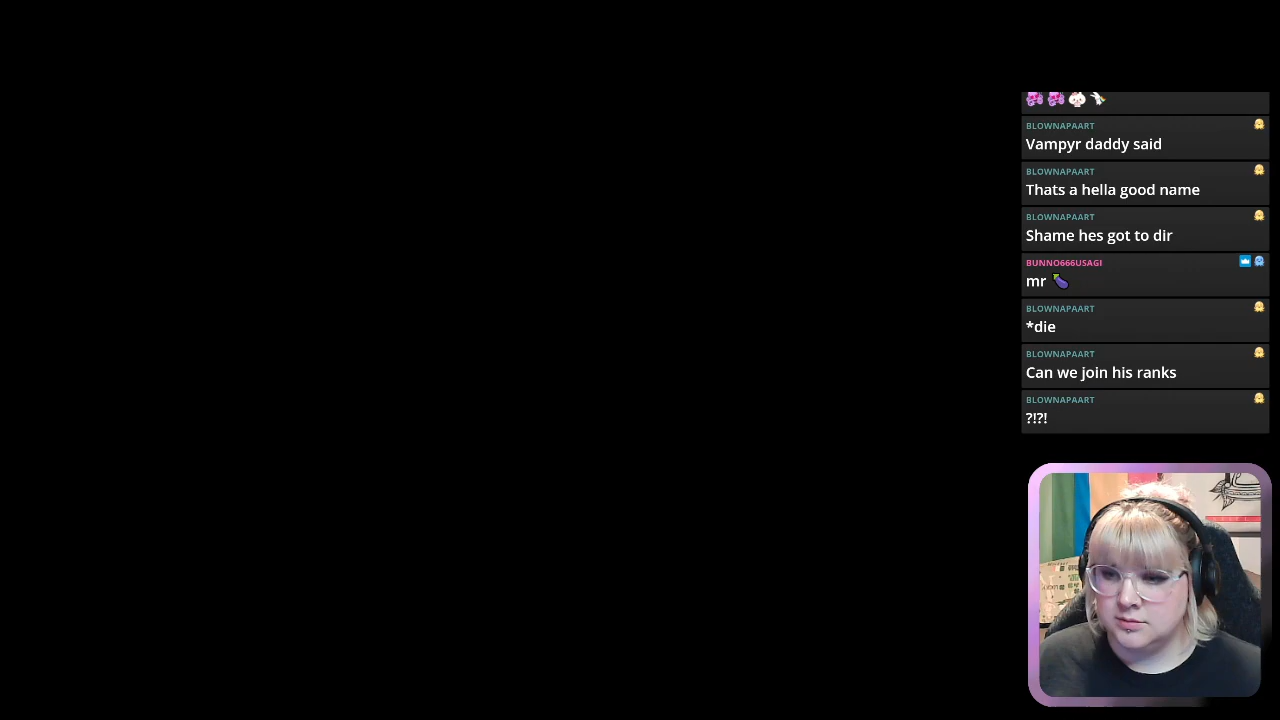 BLOWNAPAART
Vampyr daddy said
BLOWNAPAART
Thats a hella good name
BLOWNAPAART
Shame hes got to dir
BUNNO666USAGI
mr 🍆
BLOWNAPAART
*die
BLOWNAPAART
Can we join his ranks
BLOWNAPAART
?!?!